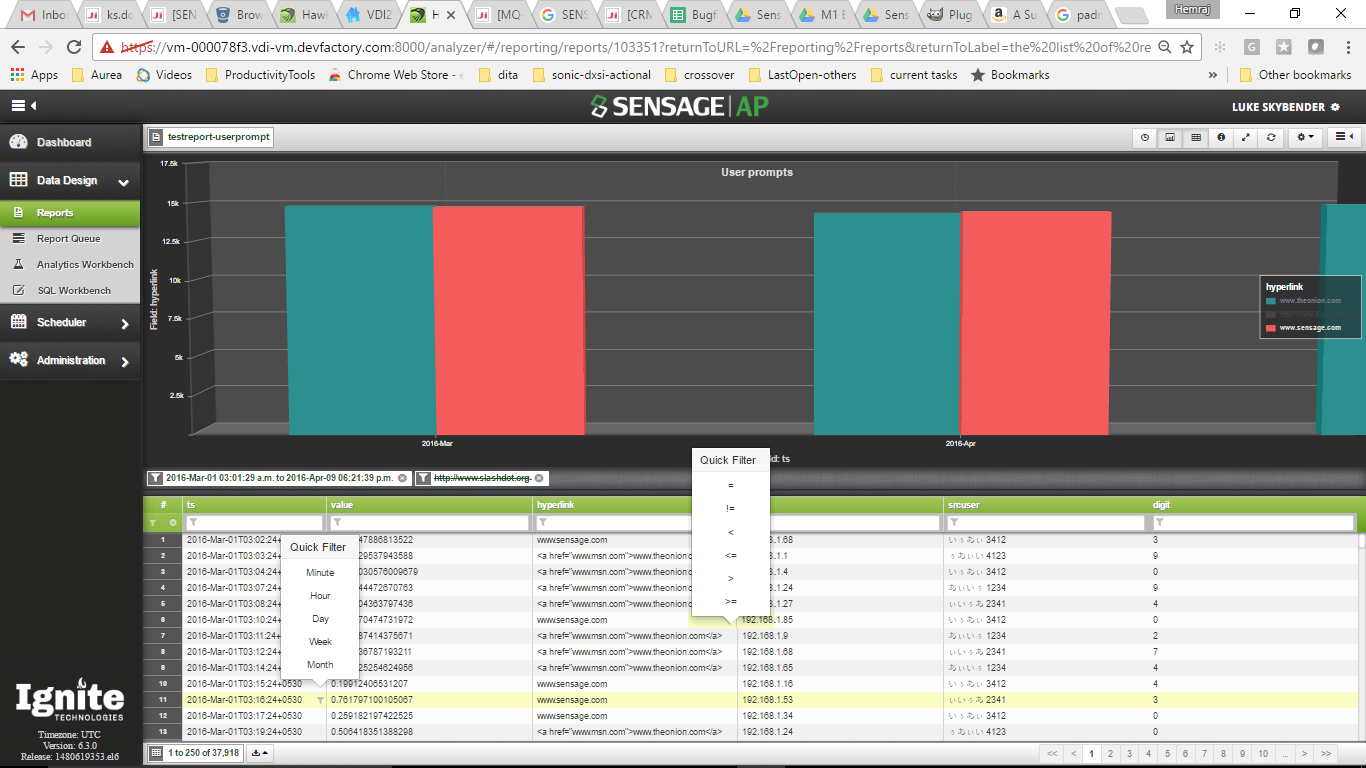 Inbo
ks.dc
[SEN
Brow
Hawl
VDI2
H
[MQ-
SENS
[CRM
Bugf
Sens
M1 E
Sens
Plug
A Su
padr
Hemraj
https://vm-000078f3.vdi-vm.devfactory.com:8000/analyzer/#/reporting/reports/103351?returnToURL=%2Freporting%2Freports&returnToLabel=the%20list%20of%20re
Apps
Aurea
Videos
ProductivityTools
Chrome Web Store - e
dita
sonic-dxsi-actional
crossover
LastOpen-others
current tasks
Bookmarks
»
Other bookmarks
SENSAGE|AP
LUKE SKYBENDER
Dashboard
Data Design
Reports
Report Queue
Analytics Workbench
SQL Workbench
Scheduler
Administration
testreport-userprompt
User prompts
17.5k
15k
12.5k
10k
7.5k
5k
2.5k
Field: hyperlink
2016-Mar
2016-Apr
d: ts
hyperlink
www.theonion.com
www.sensage.com
2016-Mar-01 03:01:29 a.m. to 2016-Apr-09 06:21:39 p.m.
http://www.slashdot.org
Quick Filter
=
!=
<
<=
>
>=
Quick Filter
Minute
Hour
Day
Week
Month
# ts value hyperlink srcuser digit
1 2016-Mar-01T03:02:24+ 47886813522 www.sensage.com 8.1.68 いぅあぃ 3412 3
2 2016-Mar-01T03:03:24+ 29537943588 <a href="www.msn.com">www.theonion.c 8.1.1 ぅあぃい 4123 9
3 2016-Mar-01T03:04:24+ 030576009679 www.sensage.com 8.1.4 いぅあぃ 3412 0
4 2016-Mar-01T03:07:24+ 44472670763 <a href="www.msn.com">www.theonion.c 8.1.24 あぃいぅ 1234 9
5 2016-Mar-01T03:08:24+ 04363797436 <a href="www.msn.com">www.theonion.c 8.1.27 ぃいぅあ 2341 4
6 2016-Mar-01T03:10:24+ 70474731972 www.sensage.com 192.168.1.85 いぅあぃ 3412 0
7 2016-Mar-01T03:11:24+ 87414375671 <a href="www.msn.com">www.theonion.com</a> 192.168.1.9 あぃいぅ 1234 2
8 2016-Mar-01T03:12:24+ 36787193211 <a href="www.msn.com">www.theonion.com</a> 192.168.1.68 ぃいぅあ 2341 7
9 2016-Mar-01T03:14:24+ 25254624956 <a href="www.msn.com">www.theonion.com</a> 192.168.1.65 あぃいぅ 1234 4
10 2016-Mar-01T03:15:24+0530 0.19912406531207 www.sensage.com 192.168.1.16 いぅあぃ 3412 4
11 2016-Mar-01T03:16:24+0530 0.761797100105067 www.sensage.com 192.168.1.53 ぃいぅあ 2341 3
12 2016-Mar-01T03:17:24+0530 0.259182197422525 www.sensage.com 192.168.1.34 いぅあぃ 3412 0
13 2016-Mar-01T03:19:24+0530 0.506418351388298 <a href="www.msn.com">www.theonion.com</a> 192.168.1.24 ぅあぃい 4123 0
Ignite
TECHNOLOGIES
Timezone: UTC
Version: 6.3.0
Release: 1480619353.el6
1 to 250 of 37,918
<< < 1 2 3 4 5 6 7 8 9 10 ... > >>